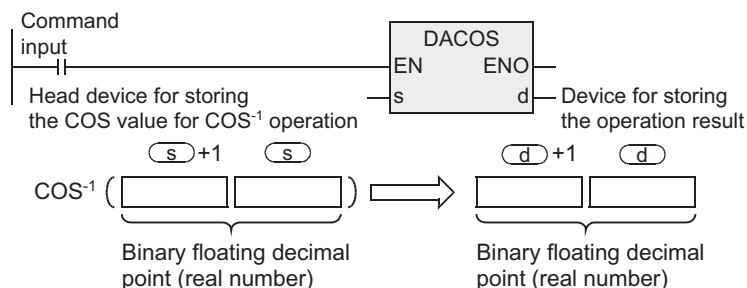 Command
input
DACOS
EN ENO
s d
Head device for storing
the COS value for COS-1 operation
Device for storing
the operation result
s +1 s
d +1 d
COS-1 ( )
Binary floating decimal
point (real number)
Binary floating decimal
point (real number)